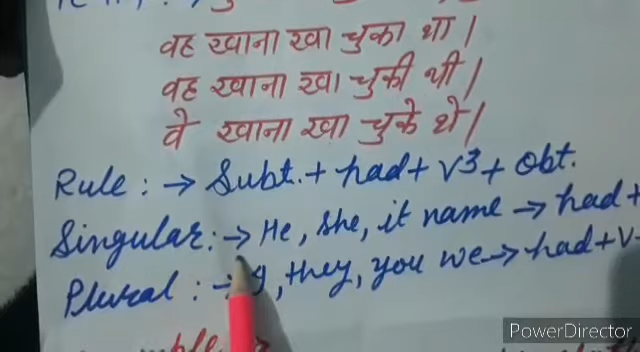 वह खाना खा चुका था।
वह खाना खा चुकी थी।
वे खाना खा चुके थे।
Rule : → Subt. + had + V3 + Obt.
Singular : → He, she, it name → had +
Plural : → I, they, you we → had + V
PowerDirector